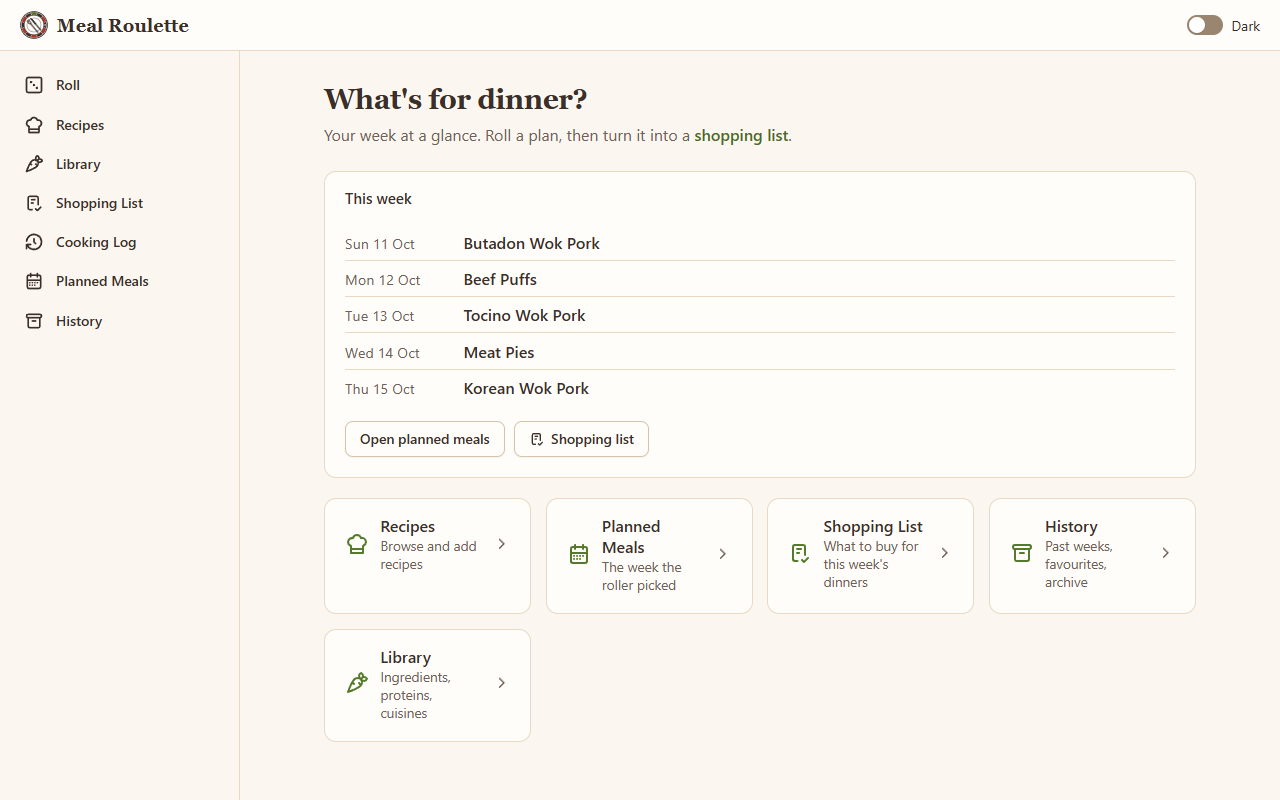 Meal Roulette
Dark
Roll
Recipes
Library
Shopping List
Cooking Log
Planned Meals
History
What's for dinner?
Your week at a glance. Roll a plan, then turn it into a shopping list.
This week
Sun 11 Oct Butadon Wok Pork
Mon 12 Oct Beef Puffs
Tue 13 Oct Tocino Wok Pork
Wed 14 Oct Meat Pies
Thu 15 Oct Korean Wok Pork
Open planned meals
Shopping list
Recipes
Browse and add
recipes
Planned
Meals
The week the
roller picked
Shopping List
What to buy for
this week's
dinners
History
Past weeks,
favourites,
archive
Library
Ingredients,
proteins,
cuisines